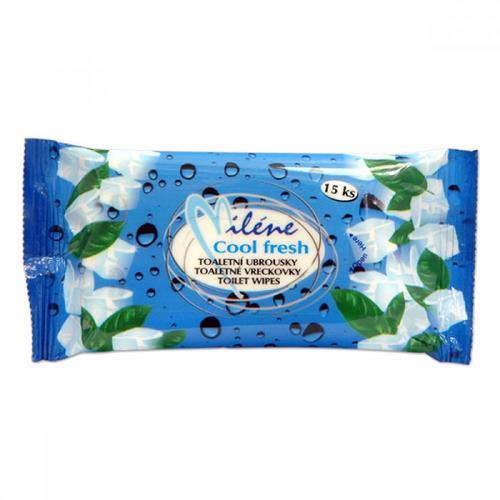 15 ks
Miléne
Cool fresh
TOALETNÍ UBROUSKY
TOALETNÉ VRECKOVKY
TOILET WIPES